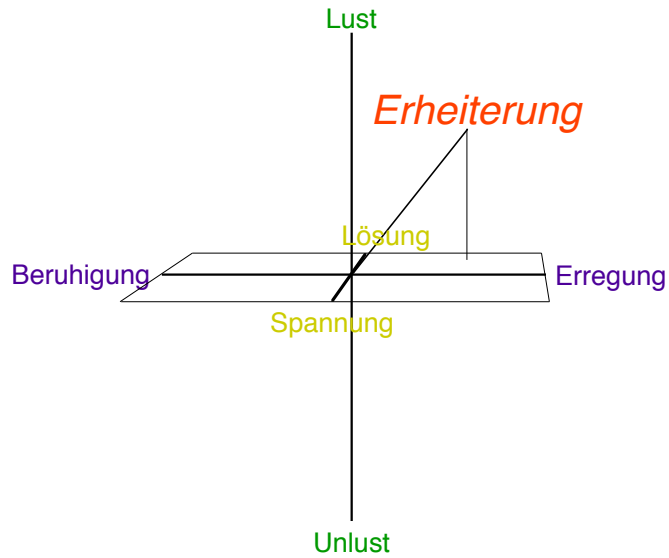 Lust
Erheiterung
Lösung
Beruhigung
Erregung
Spannung
Unlust